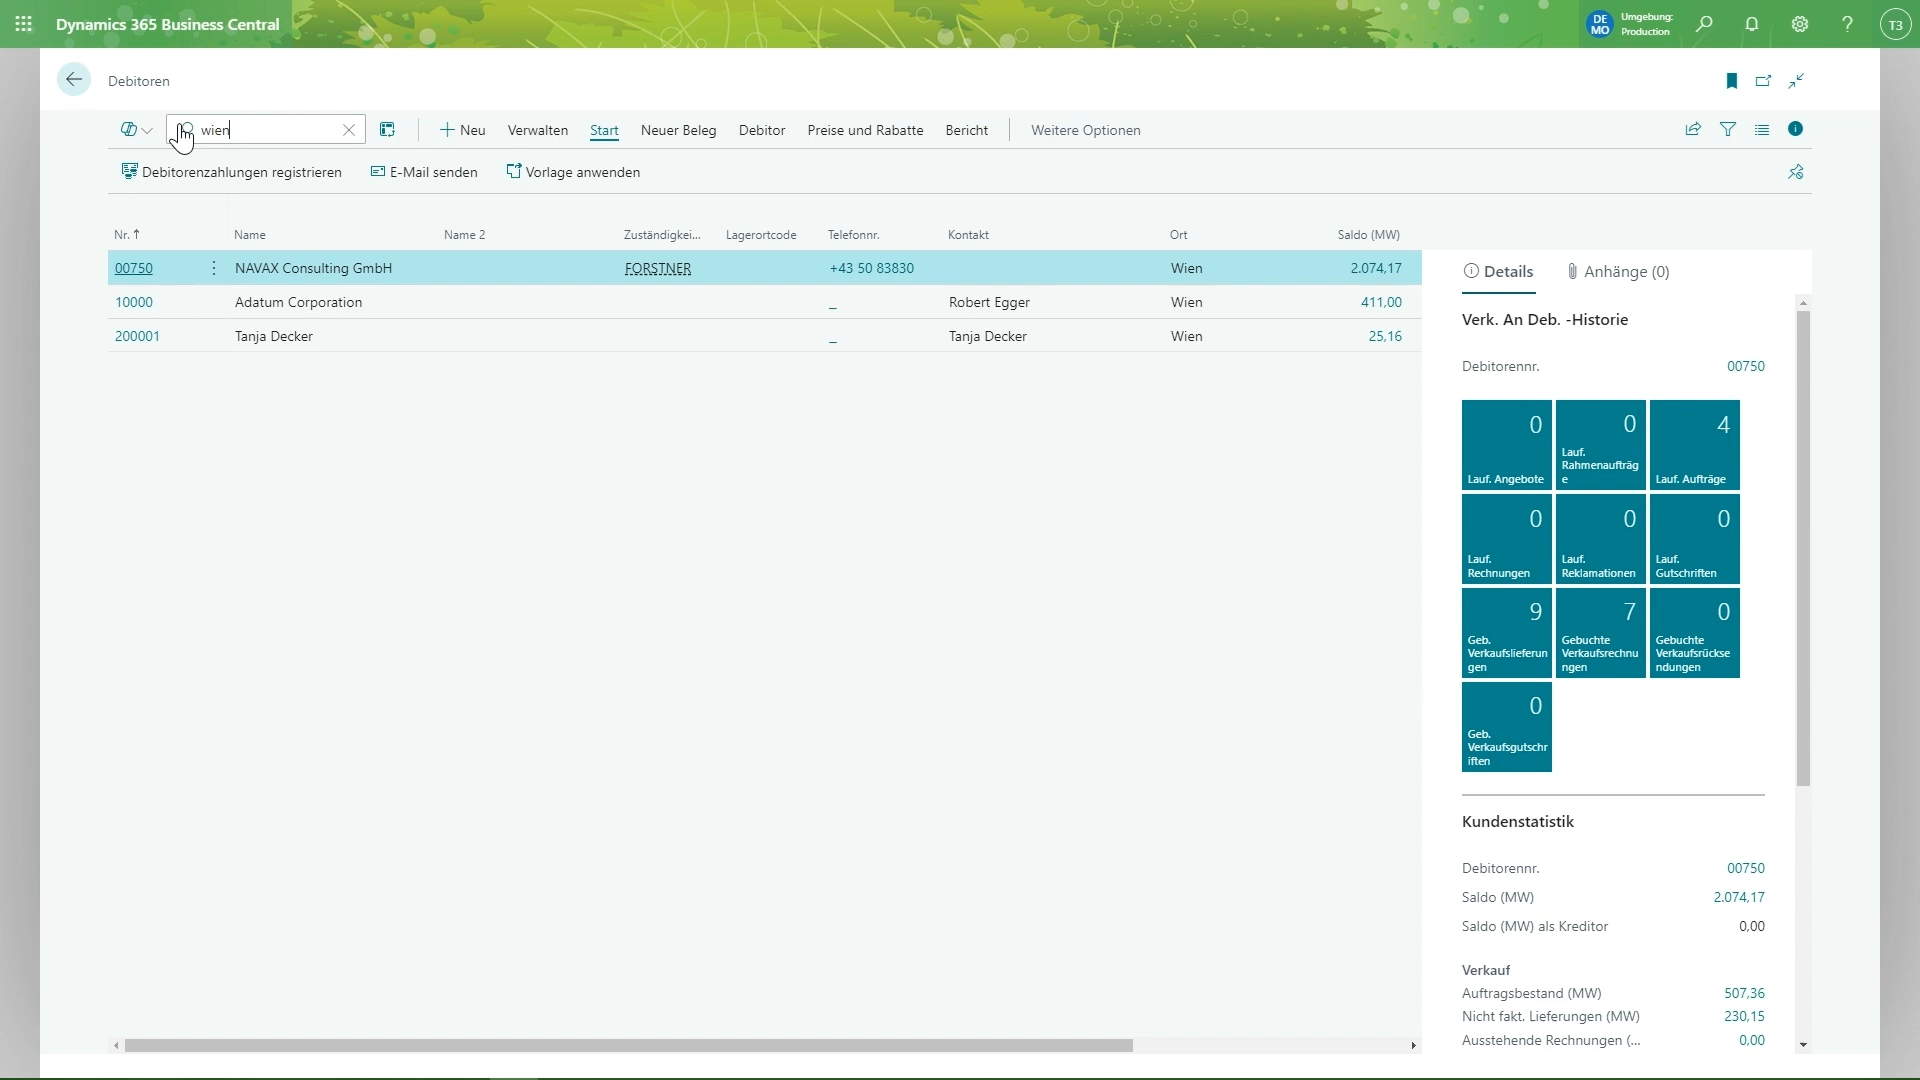 Dynamics 365 Business Central
DE
MO
Umgebung:
Production
?
T3
Debitoren
wien
Neu
Verwalten
Start
Neuer Beleg
Debitor
Preise und Rabatte
Bericht
Weitere Optionen
Debitorenzahlungen registrieren
E-Mail senden
Vorlage anwenden
Nr. ↑
Name
Name 2
Zuständigkei...
Lagerortcode
Telefonnr.
Kontakt
Ort
Saldo (MW)
00750 NAVAX Consulting GmbH FORSTNER +43 50 83830 Wien 2.074,17
10000 Adatum Corporation _ Robert Egger Wien 411,00
200001 Tanja Decker _ Tanja Decker Wien 25,16
Details
Anhänge (0)
Verk. An Deb. -Historie
Debitorennr. 00750
0
Lauf. Angebote
0
Lauf.
Rahmenaufträg
e
4
Lauf. Aufträge
0
Lauf.
Rechnungen
0
Lauf.
Reklamationen
0
Lauf.
Gutschriften
9
Geb.
Verkaufslieferun
gen
7
Gebuchte
Verkaufsrechnu
ngen
0
Gebuchte
Verkaufsrückse
ndungen
0
Geb.
Verkaufsgutschr
iften
Kundenstatistik
Debitorennr. 00750
Saldo (MW) 2.074,17
Saldo (MW) als Kreditor 0,00
Verkauf
Auftragsbestand (MW) 507,36
Nicht fakt. Lieferungen (MW) 230,15
Ausstehende Rechnungen (... 0,00